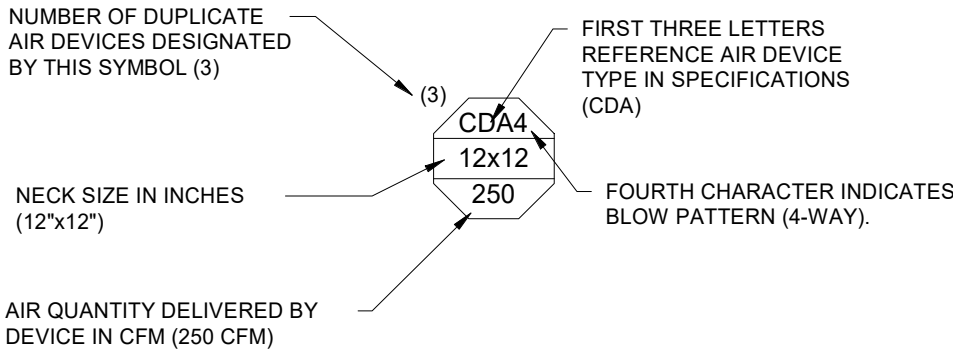 NUMBER OF DUPLICATE
AIR DEVICES DESIGNATED
BY THIS SYMBOL (3)
FIRST THREE LETTERS
REFERENCE AIR DEVICE
TYPE IN SPECIFICATIONS
(CDA)
(3)
CDA4
12x12
250
NECK SIZE IN INCHES
(12"x12")
FOURTH CHARACTER INDICATES
BLOW PATTERN (4-WAY).
AIR QUANTITY DELIVERED BY
DEVICE IN CFM (250 CFM)